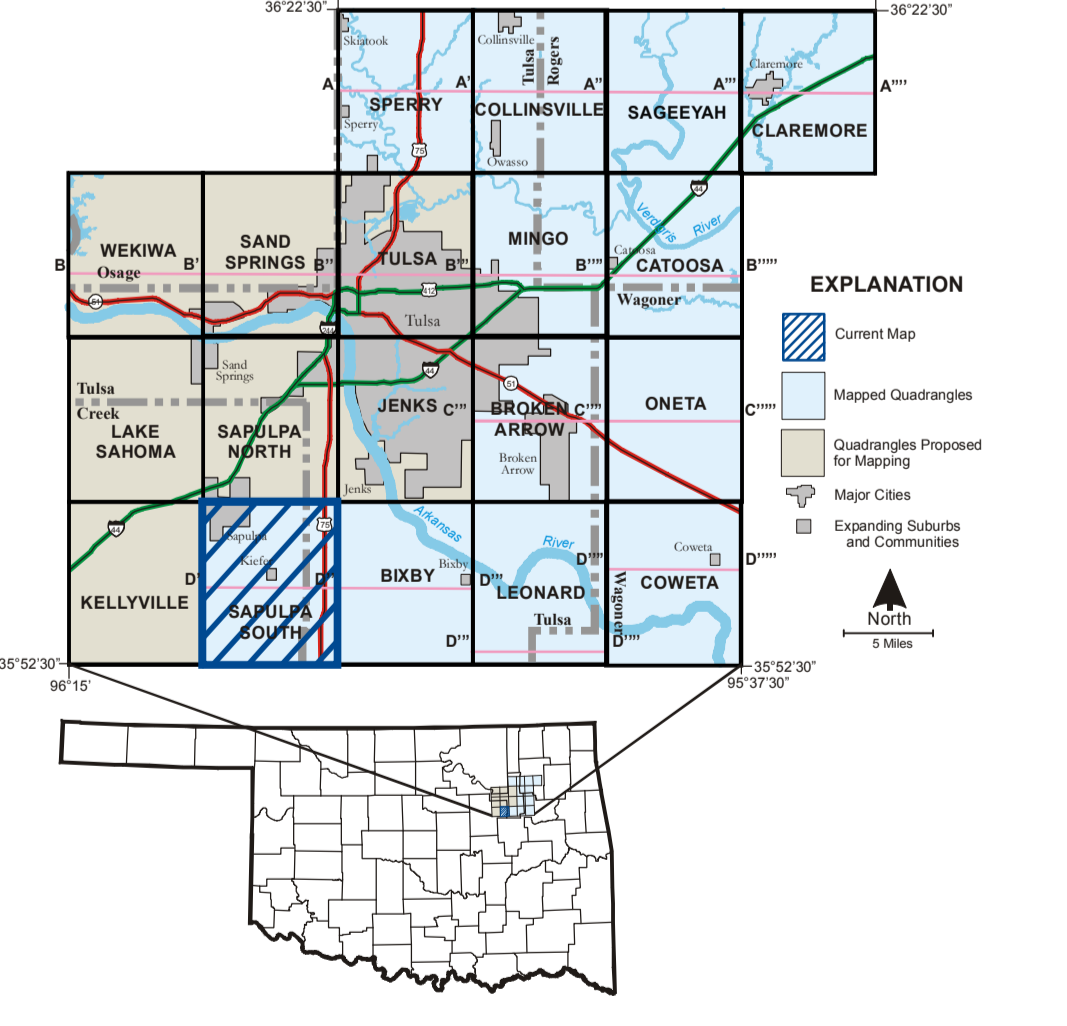 36°22'30"
36°22'30"
Skiatook
Collinsville
Tulsa
Rogers
Claremore
A
A'
A''
A'''
A''''
SPERRY
COLLINSVILLE
SAGEEYAH
CLAREMORE
Sperry
75
Owasso
44
Verdigris
River
WEKIWA
SAND
SPRINGS
TULSA
MINGO
Catoosa
CATOOSA
B
B'
B''
B'''
B''''
B'''''
Osage
51
412
Wagoner
Tulsa
244
EXPLANATION
Current Map
Mapped Quadrangles
Quadrangles Proposed
for Mapping
Major Cities
Expanding Suburbs
and Communities
North
5 Miles
Sand
Springs
44
51
Tulsa
Creek
LAKE
SAHOMA
SAPULPA
NORTH
JENKS
C'''
BROKEN
ARROW
C''''
ONETA
C'''''
Broken
Arrow
Jenks
44
Sapulpa
75
Kiefer
Arkansas
River
Bixby
Coweta
D'
D''
D'''
D''''
D'''''
KELLYVILLE
SAPULPA
SOUTH
BIXBY
LEONARD
COWETA
Tulsa
Wagoner
D'''
D''''
35°52'30"
96°15'
35°52'30"
95°37'30"